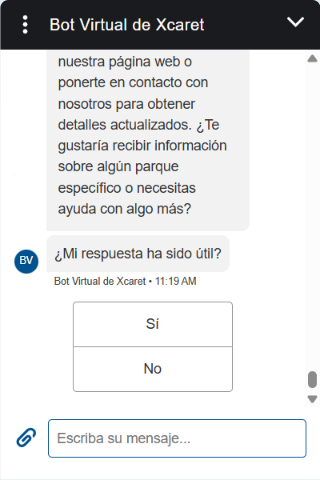 Bot Virtual de Xcaret
nuestra página web o
ponerte en contacto con
nosotros para obtener
detalles actualizados. ¿Te
gustaría recibir información
sobre algún parque
específico o necesitas
ayuda con algo más?
¿Mi respuesta ha sido útil?
BV
Bot Virtual de Xcaret • 11:19 AM
Sí
No
Escriba su mensaje...